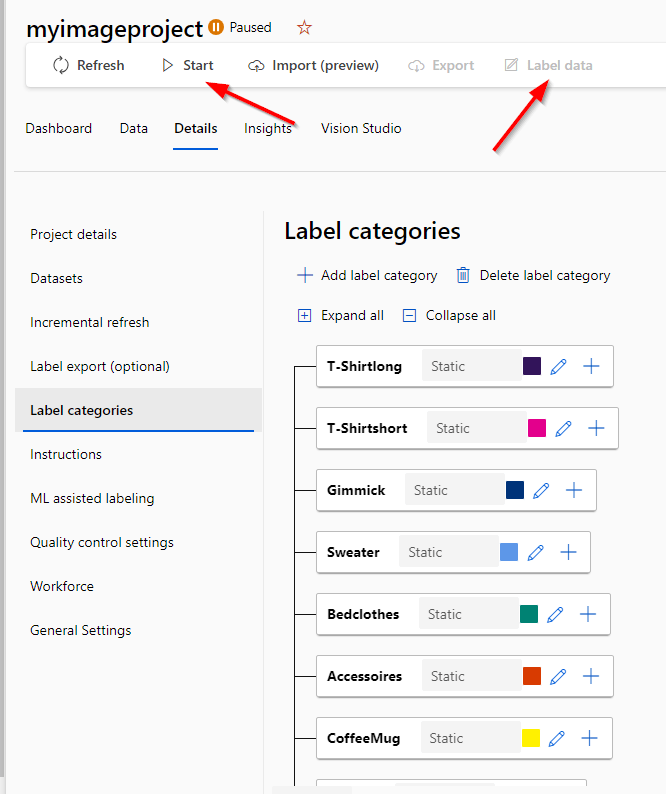 myimageproject Paused
Refresh Start Import (preview) Export Label data
Dashboard Data Details Insights Vision Studio
Project details
Datasets
Incremental refresh
Label export (optional)
Label categories
Instructions
ML assisted labeling
Quality control settings
Workforce
General Settings
Label categories
Add label category Delete label category
Expand all Collapse all
T-Shirtlong Static
T-Shirtshort Static
Gimmick Static
Sweater Static
Bedclothes Static
Accessoires Static
CoffeeMug Static